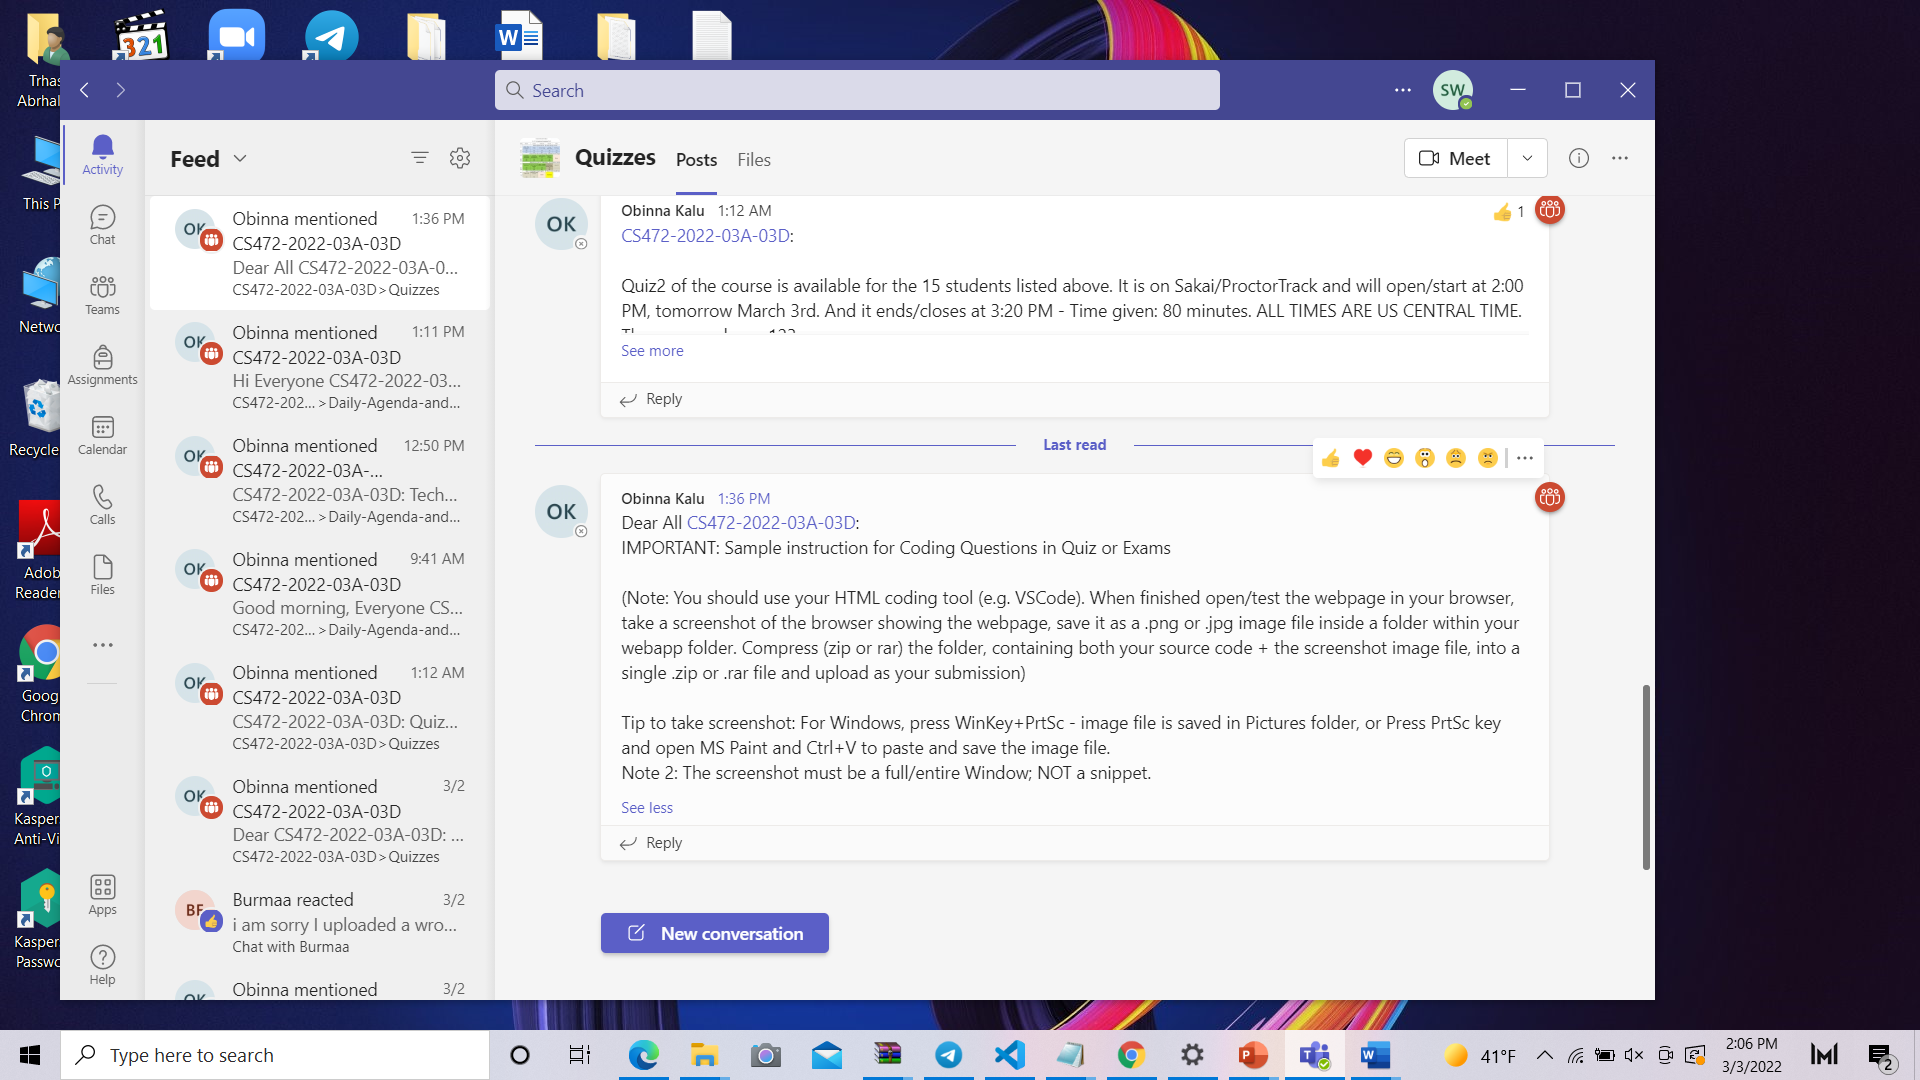 321
W
Trhas
Abrhal
This P
Netwo
Recycle
Adob
Reader
Goog
Chrom
Kasper
Anti-Vi
Kasper
Passwo
Search
SW
Activity
Chat
Teams
Assignments
Calendar
Calls
Files
Apps
Help
Feed
OK
Obinna mentioned 1:36 PM
CS472-2022-03A-03D
Dear All CS472-2022-03A-0...
CS472-2022-03A-03D > Quizzes
OK
Obinna mentioned 1:11 PM
CS472-2022-03A-03D
Hi Everyone CS472-2022-03...
CS472-202... > Daily-Agenda-and...
OK
Obinna mentioned 12:50 PM
CS472-2022-03A-...
CS472-2022-03A-03D: Tech...
CS472-202... > Daily-Agenda-and...
OK
Obinna mentioned 9:41 AM
CS472-2022-03A-03D
Good morning, Everyone CS...
CS472-202... > Daily-Agenda-and...
OK
Obinna mentioned 1:12 AM
CS472-2022-03A-03D
CS472-2022-03A-03D: Quiz...
CS472-2022-03A-03D > Quizzes
OK
Obinna mentioned 3/2
CS472-2022-03A-03D
Dear CS472-2022-03A-03D: ...
CS472-2022-03A-03D > Quizzes
BF
Burmaa reacted 3/2
i am sorry I uploaded a wro...
Chat with Burmaa
OK
Obinna mentioned 3/2
Quizzes Posts Files
Meet
OK
Obinna Kalu 1:12 AM
1
CS472-2022-03A-03D:
Quiz2 of the course is available for the 15 students listed above. It is on Sakai/ProctorTrack and will open/start at 2:00
PM, tomorrow March 3rd. And it ends/closes at 3:20 PM - Time given: 80 minutes. ALL TIMES ARE US CENTRAL TIME.
See more
Reply
Last read
OK
Obinna Kalu 1:36 PM
Dear All CS472-2022-03A-03D:
IMPORTANT: Sample instruction for Coding Questions in Quiz or Exams
(Note: You should use your HTML coding tool (e.g. VSCode). When finished open/test the webpage in your browser,
take a screenshot of the browser showing the webpage, save it as a .png or .jpg image file inside a folder within your
webapp folder. Compress (zip or rar) the folder, containing both your source code + the screenshot image file, into a
single .zip or .rar file and upload as your submission)
Tip to take screenshot: For Windows, press WinKey+PrtSc - image file is saved in Pictures folder, or Press PrtSc key
and open MS Paint and Ctrl+V to paste and save the image file.
Note 2: The screenshot must be a full/entire Window; NOT a snippet.
See less
Reply
New conversation
Type here to search
41°F
2:06 PM
3/3/2022
2